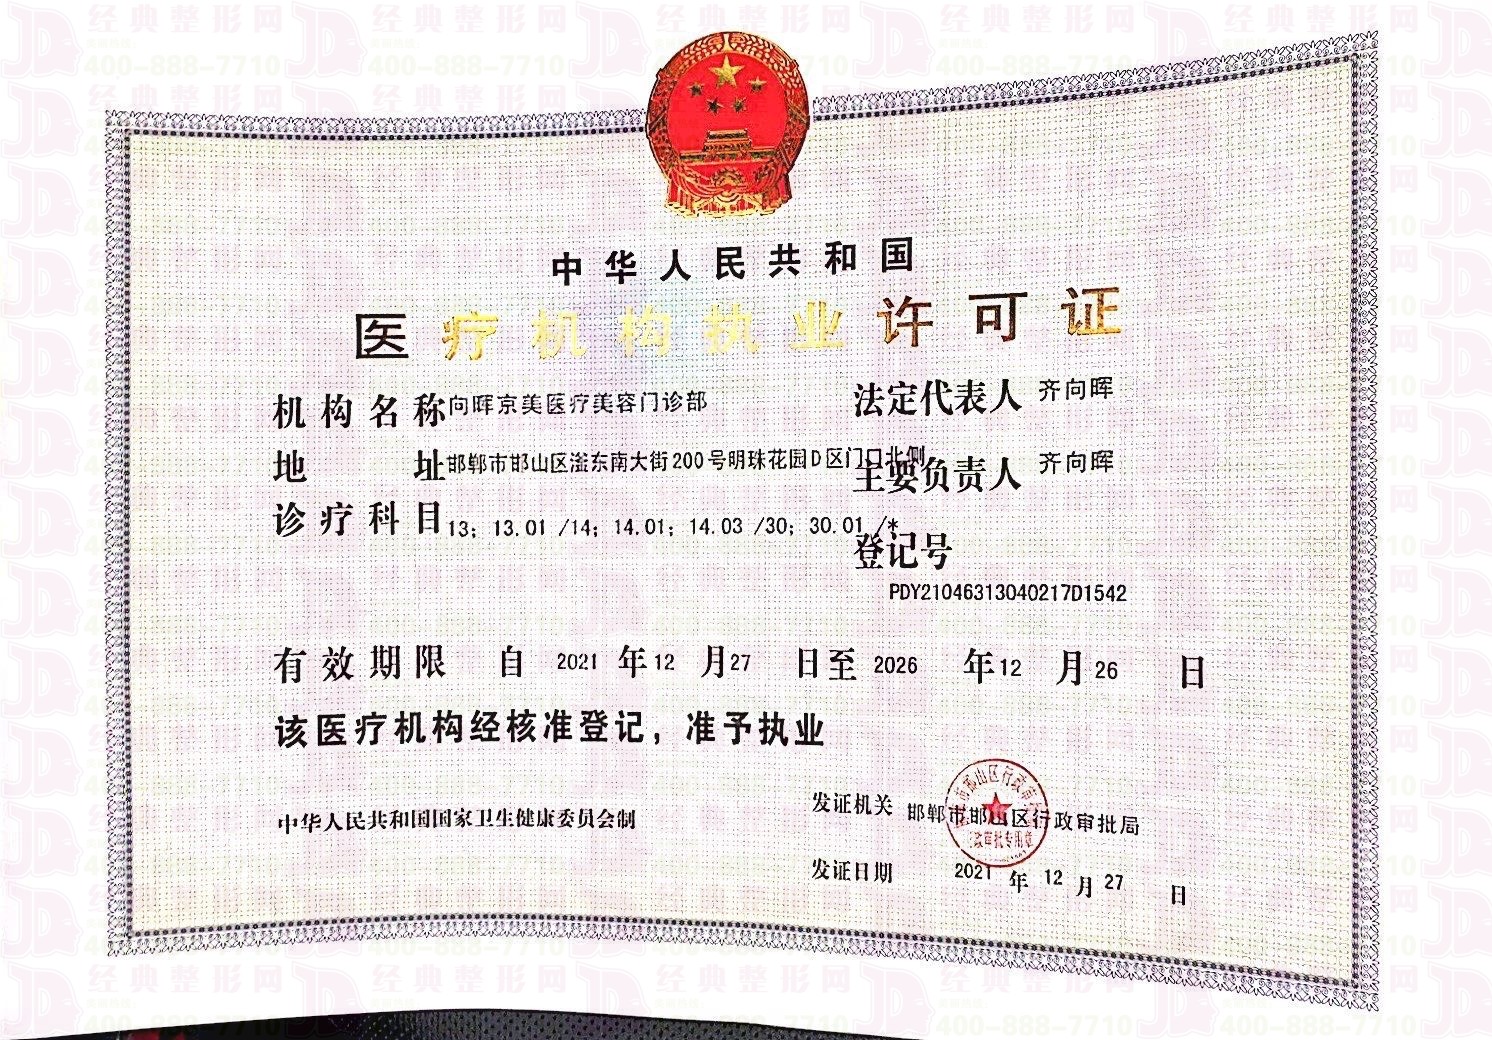 中华人民共和国
医疗机构执业许可证
机构名称 向晖京美医疗美容门诊部
法定代表人 齐向晖
地址 邯郸市邯山区滏东南大街200号明珠花园D区门口北侧
主要负责人 齐向晖
诊疗科目 13; 13.01 /14; 14.01; 14.03 /30; 30.01 /*
登记号
PDY21046313040217D1542
有效期限 自 2021 年 12 月 27 日至 2026 年 12 月 26 日
该医疗机构经核准登记，准予执业
中华人民共和国国家卫生健康委员会制
发证机关 邯郸市邯山区行政审批局
发证日期 2021 年 12 月 27 日
经典整形网
400-888-7710